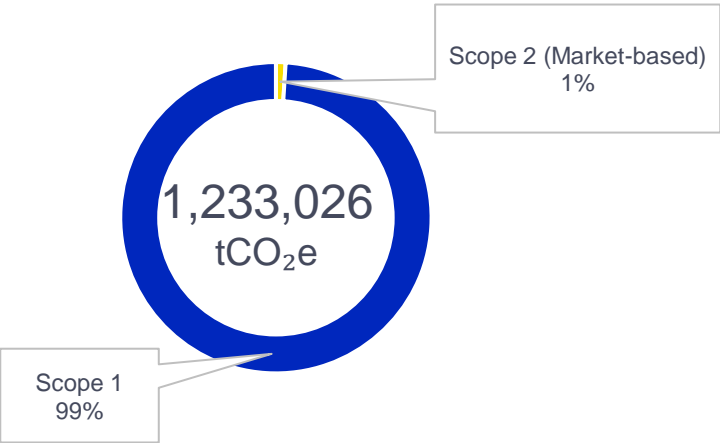 Scope 2 (Market-based)
1%
1,233,026
tCO₂e
Scope 1
99%